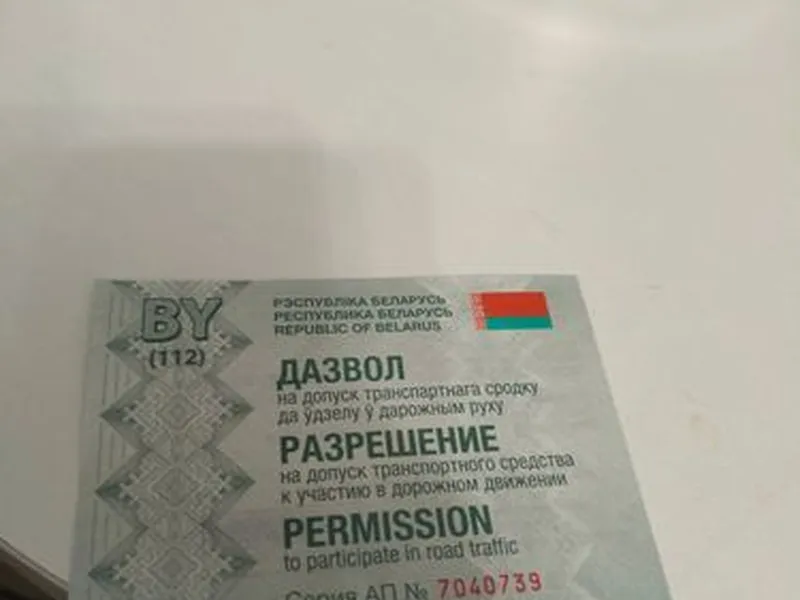 BY
(112)
РЭСПУБЛІКА БЕЛАРУСЬ
РЕСПУБЛИКА БЕЛАРУСЬ
REPUBLIC OF BELARUS
ДАЗВОЛ
на допуск транспартнага сродку
да ўдзелу ў дарожным руху
РАЗРЕШЕНИЕ
на допуск транспортного средства
к участию в дорожном движении
PERMISSION
to participate in road traffic
Серия АП № 7040739